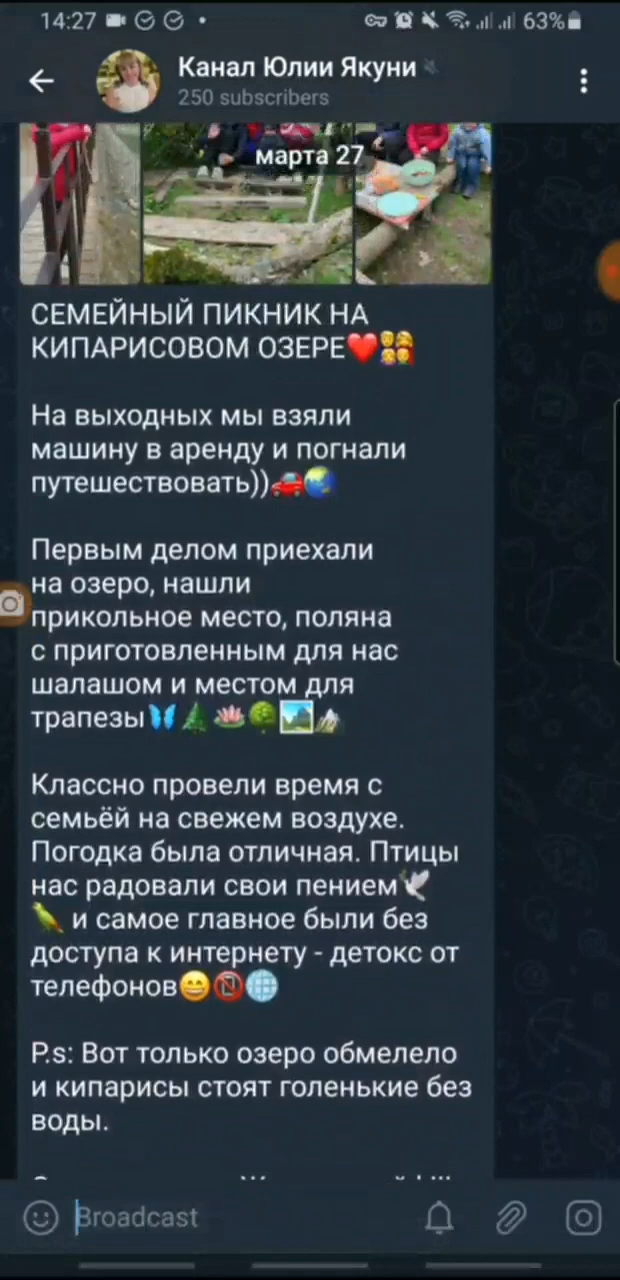 14:27
63%
Канал Юлии Якуни
250 subscribers
марта 27
СЕМЕЙНЫЙ ПИКНИК НА
КИПАРИСОВОМ ОЗЕРЕ❤️👨‍👩‍👧‍👦
На выходных мы взяли
машину в аренду и погнали
путешествовать))🚗🌏
Первым делом приехали
на озеро, нашли
прикольное место, поляна
с приготовленным для нас
шалашом и местом для
трапезы🦋🌲🪷🌳🏞️⛰️
Классно провели время с
семьёй на свежем воздухе.
Погодка была отличная. Птицы
нас радовали свои пением🕊️
🦜 и самое главное были без
доступа к интернету - детокс от
телефонов😄📵🌐
P.s: Вот только озеро обмелело
и кипарисы стоят голенькие без
воды.
Broadcast